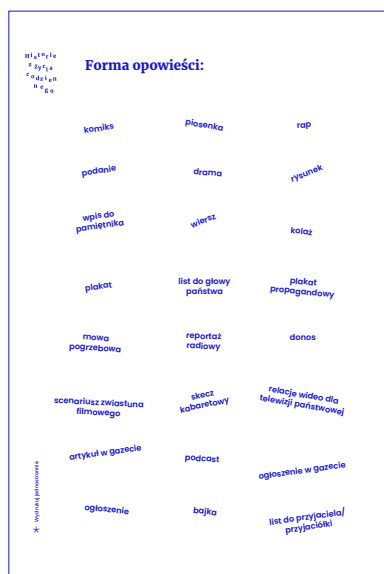 Historie
z życia
codzien
nego
Forma opowieści:
komiks
piosenka
rap
podanie
drama
rysunek
wpis do
pamiętnika
wiersz
kolaż
plakat
list do głowy
państwa
plakat
propagandowy
mowa
pogrzebowa
reportaż
radiowy
donos
scenariusz zwiastuna
filmowego
skecz
kabaretowy
relacje wideo dla
telewizji państwowej
artykuł w gazecie
podcast
ogłoszenie w gazecie
ogłoszenie
bajka
list do przyjaciela/
przyjaciółki
* Wydrukuj jednostronnie